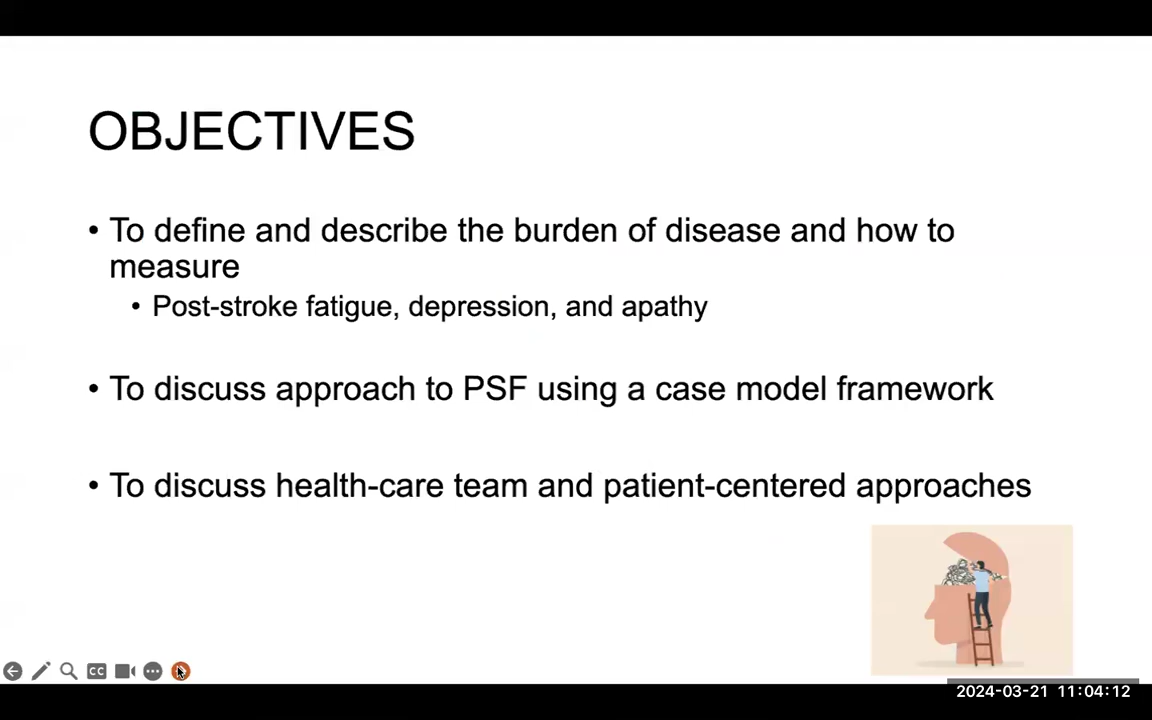 OBJECTIVES
• To define and describe the burden of disease and how to
measure
• Post-stroke fatigue, depression, and apathy
• To discuss approach to PSF using a case model framework
• To discuss health-care team and patient-centered approaches
CC
2024-03-21 11:04:12